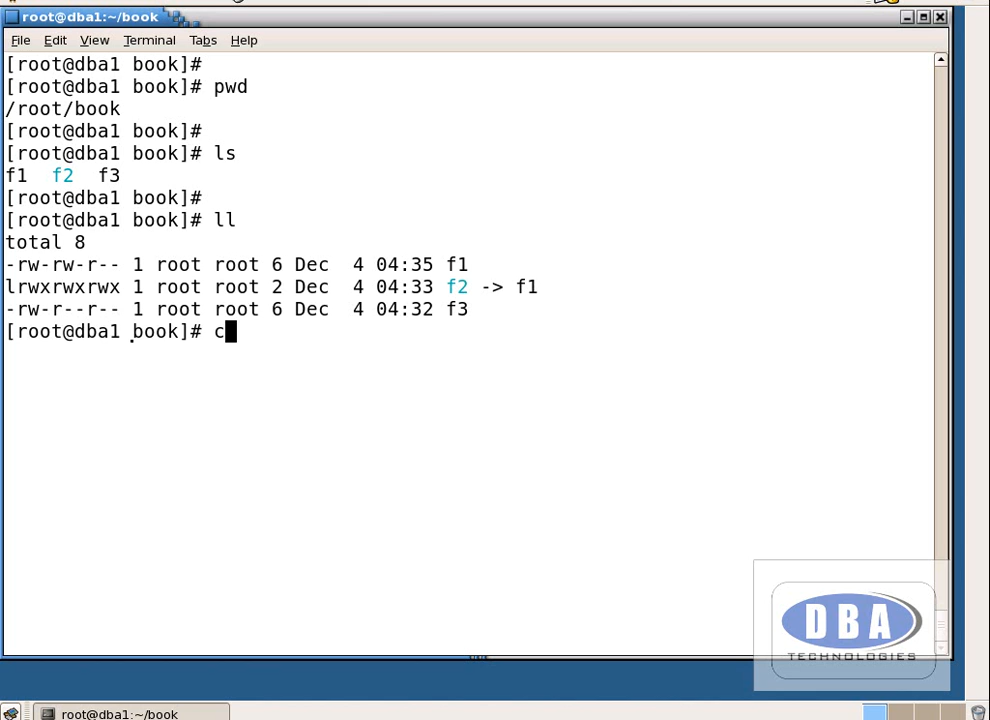 root@dba1:~/book
File Edit View Terminal Tabs Help
[root@dba1 book]#
[root@dba1 book]# pwd
/root/book
[root@dba1 book]#
[root@dba1 book]# ls
f1  f2  f3
[root@dba1 book]#
[root@dba1 book]# ll
total 8
-rw-rw-r-- 1 root root 6 Dec  4 04:35 f1
lrwxrwxrwx 1 root root 2 Dec  4 04:33 f2 -> f1
-rw-r--r-- 1 root root 6 Dec  4 04:32 f3
[root@dba1 book]# c
DBA
TECHNOLOGIES
root@dba1:~/book